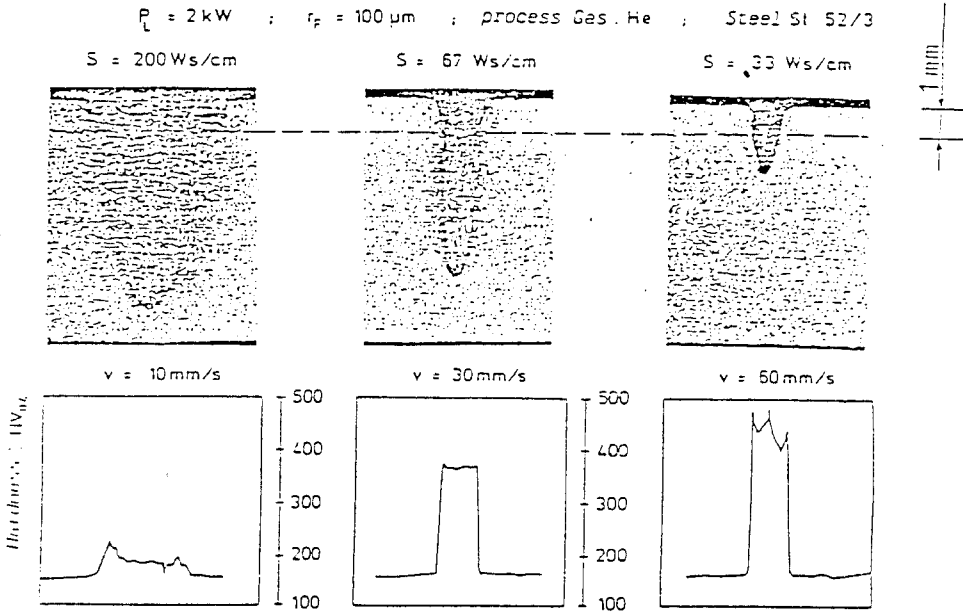 P_L = 2 kW ; r_F = 100 μm ; process Gas. He ; Steel St 52/3
S = 200 Ws/cm
S = 67 Ws/cm
S = 33 Ws/cm
1 mm
v = 10 mm/s
v = 30 mm/s
v = 60 mm/s
Hardness
500
400
300
200
100
500
400
300
200
100